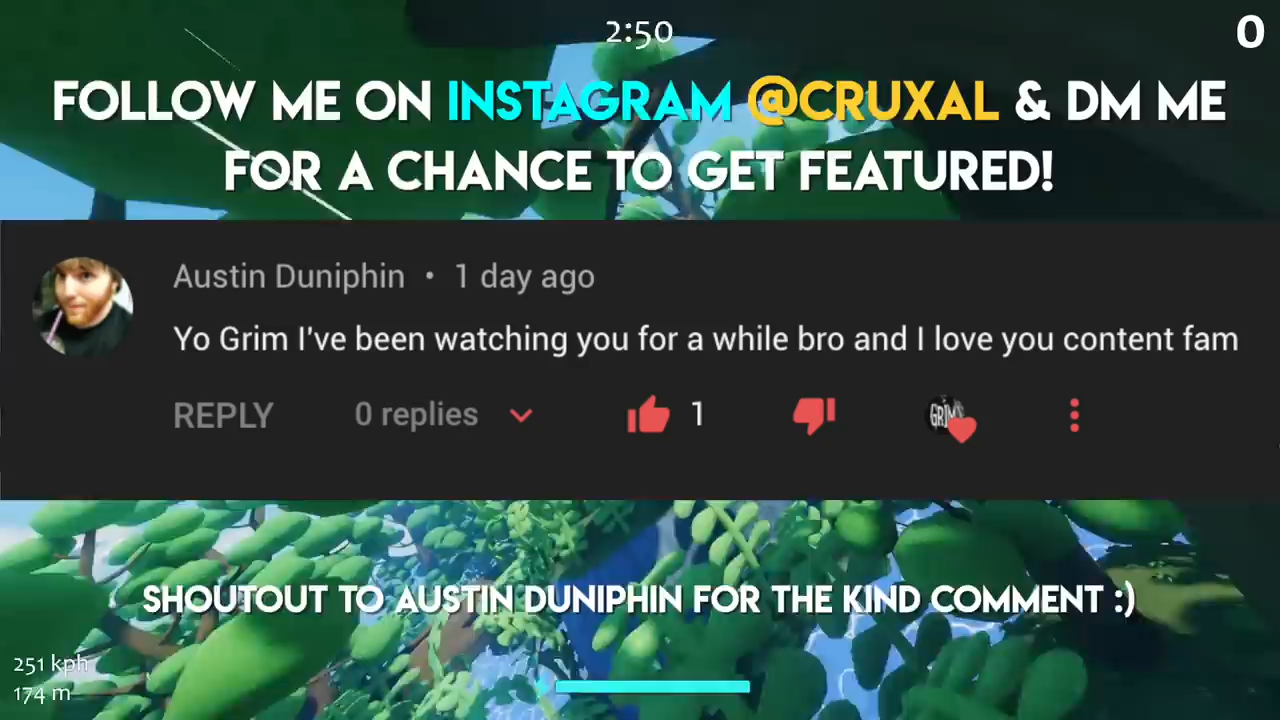 2:50
0
FOLLOW ME ON INSTAGRAM @CRUXAL & DM ME
FOR A CHANCE TO GET FEATURED!
Austin Duniphin • 1 day ago
Yo Grim I've been watching you for a while bro and I love you content fam
REPLY 0 replies 1
GRIM
SHOUTOUT TO AUSTIN DUNIPHIN FOR THE KIND COMMENT :)
251 kph
174 m